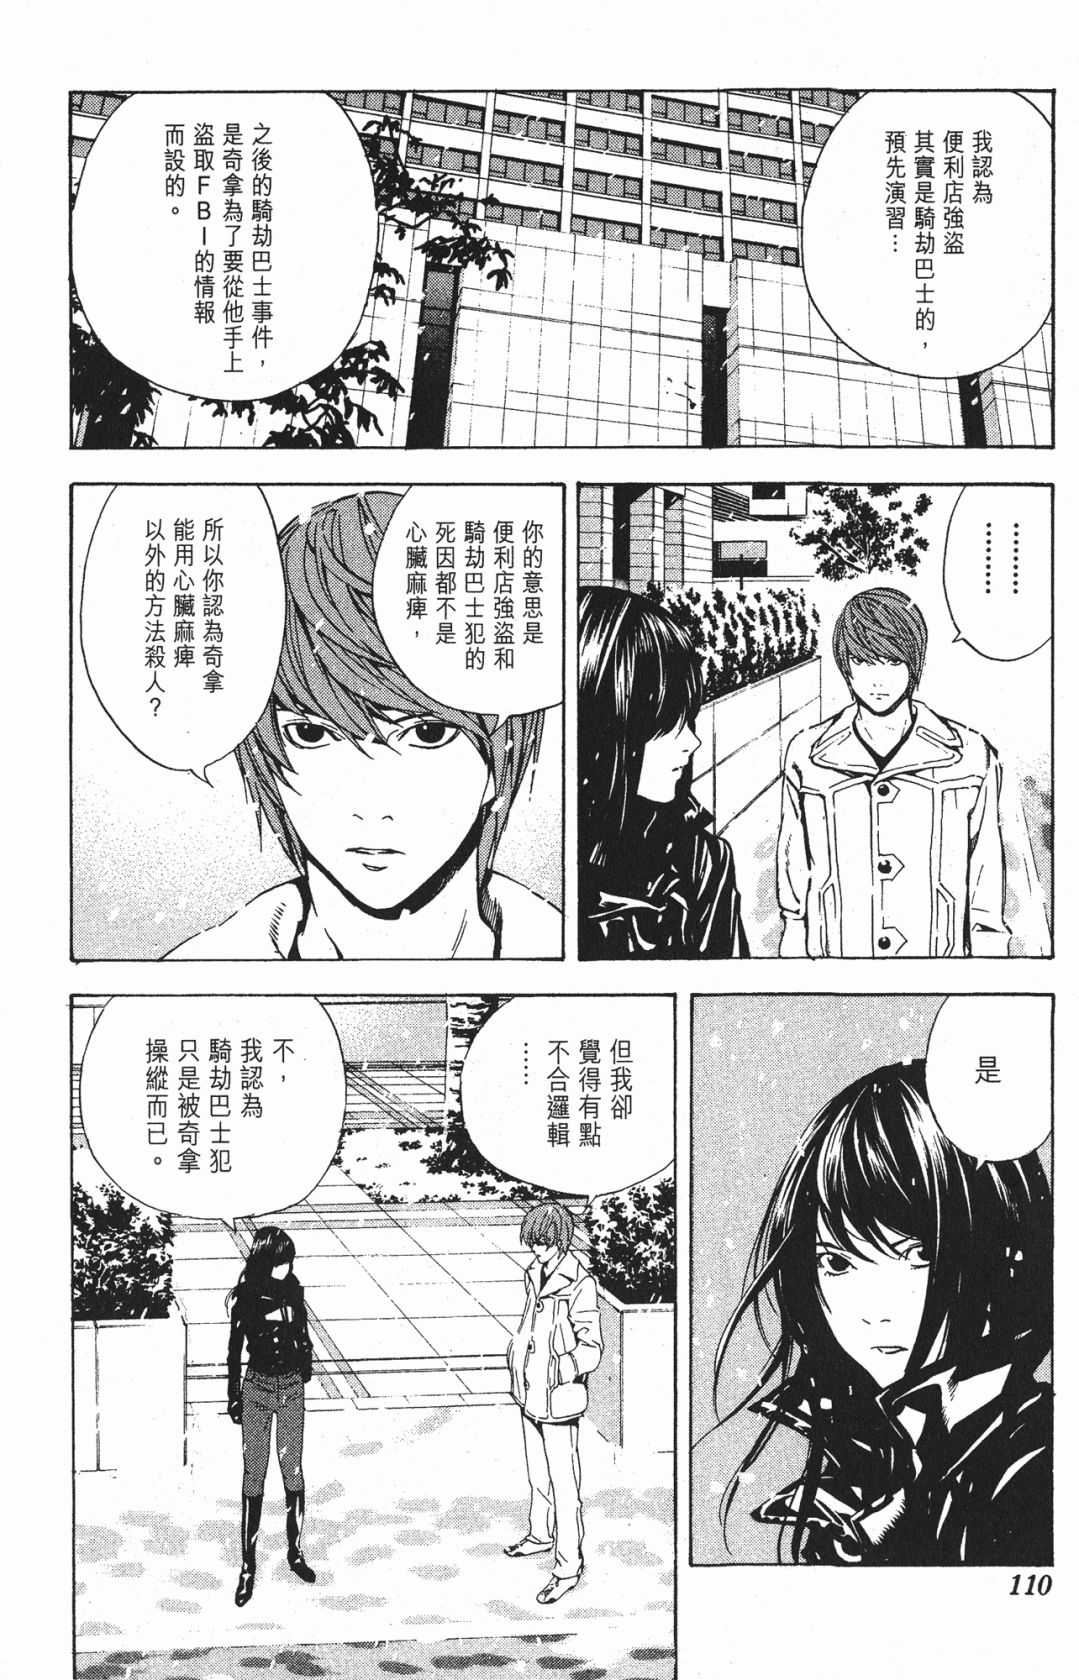 我認為
便利店強盜
其實是騎劫巴士的，
預先演習…
之後的騎劫巴士事件，
是奇拿為了要從他手上
盜取FBI的情報
而設的。
⋯⋯⋯
⋯⋯⋯
你的意思是
便利店強盜和
騎劫巴士犯的
死因都不是
心臟麻痺，
所以你認為奇拿
能用心臟麻痺
以外的方法殺人？
是
但我卻
覺得有點
不合邏輯
……
不，
我認為
騎劫巴士犯
只是被奇拿
操縱而已。
110